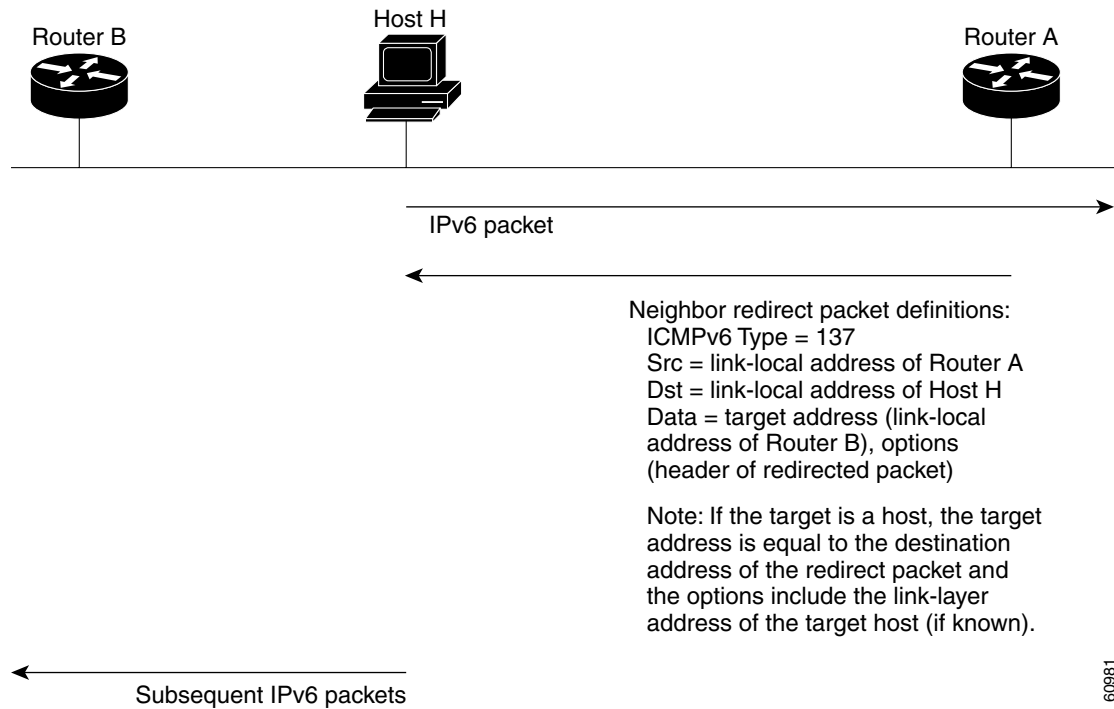 Router B
Host H
Router A
IPv6 packet
Neighbor redirect packet definitions:
ICMPv6 Type = 137
Src = link-local address of Router A
Dst = link-local address of Host H
Data = target address (link-local
address of Router B), options
(header of redirected packet)
Note: If the target is a host, the target
address is equal to the destination
address of the redirect packet and
the options include the link-layer
address of the target host (if known).
Subsequent IPv6 packets
60981